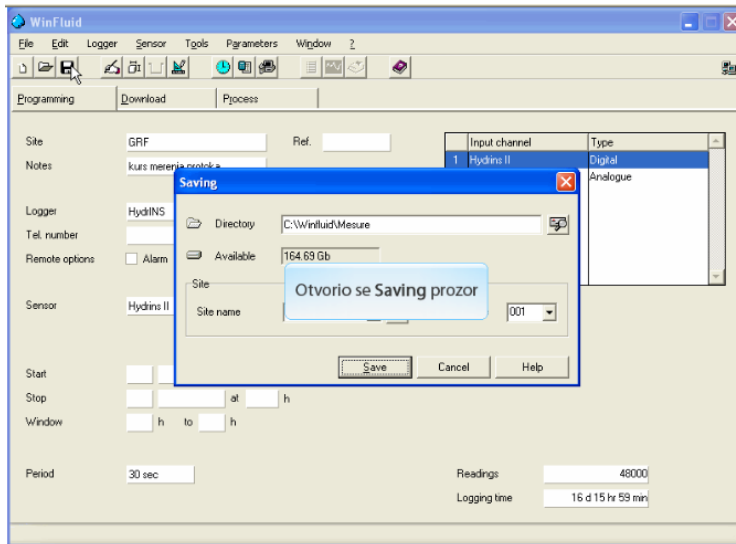 WinFluid
File Edit Logger Sensor Tools Parameters Window ?
Programming Download Process
Site GRF Ref.
Notes kurs merenja protoka
Input channel Type
1 Hydrins II Digital
Analogue
Saving
Directory C:\Winfluid\Mesure
Available 164.69 Gb
Otvorio se Saving prozor
Site
Site name 001
Save Cancel Help
Logger HydrINS
Tel. number
Remote options Alarm
Sensor Hydrins II
Start
Stop at h
Window h to h
Period 30 sec
Readings 48000
Logging time 16 d 15 hr 59 min